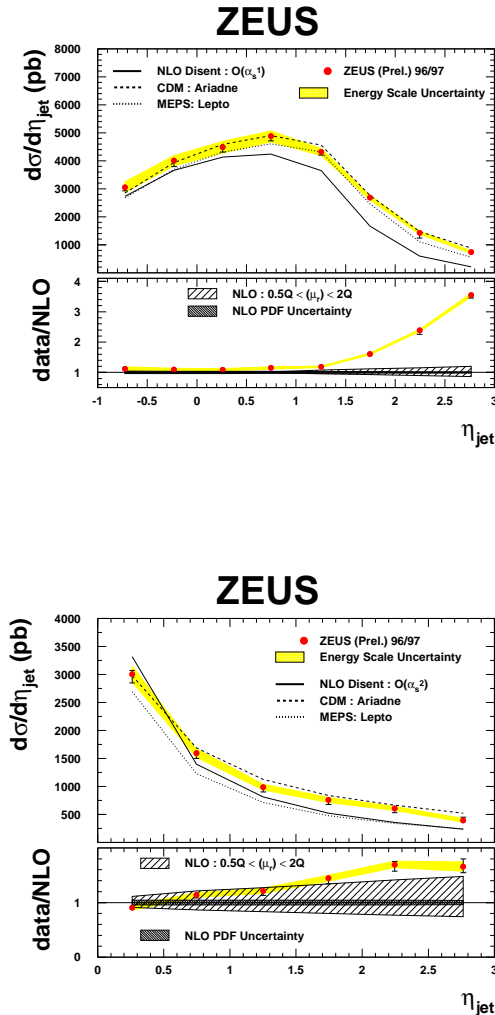 ZEUS
dσ/dη_jet (pb)
8000
7000
6000
5000
4000
3000
2000
1000
NLO Disent : O(α_s¹)
CDM : Ariadne
MEPS: Lepto
ZEUS (Prel.) 96/97
Energy Scale Uncertainty
data/NLO
4
3
2
1
NLO : 0.5Q < (μ_r) < 2Q
NLO PDF Uncertainty
-1 -0.5 0 0.5 1 1.5 2 2.5 3
η_jet
ZEUS
dσ/dη_jet (pb)
4000
3500
3000
2500
2000
1500
1000
500
ZEUS (Prel.) 96/97
Energy Scale Uncertainty
NLO Disent : O(α_s²)
CDM : Ariadne
MEPS: Lepto
data/NLO
1
0
NLO : 0.5Q < (μ_r) < 2Q
NLO PDF Uncertainty
0 0.5 1 1.5 2 2.5 3
η_jet